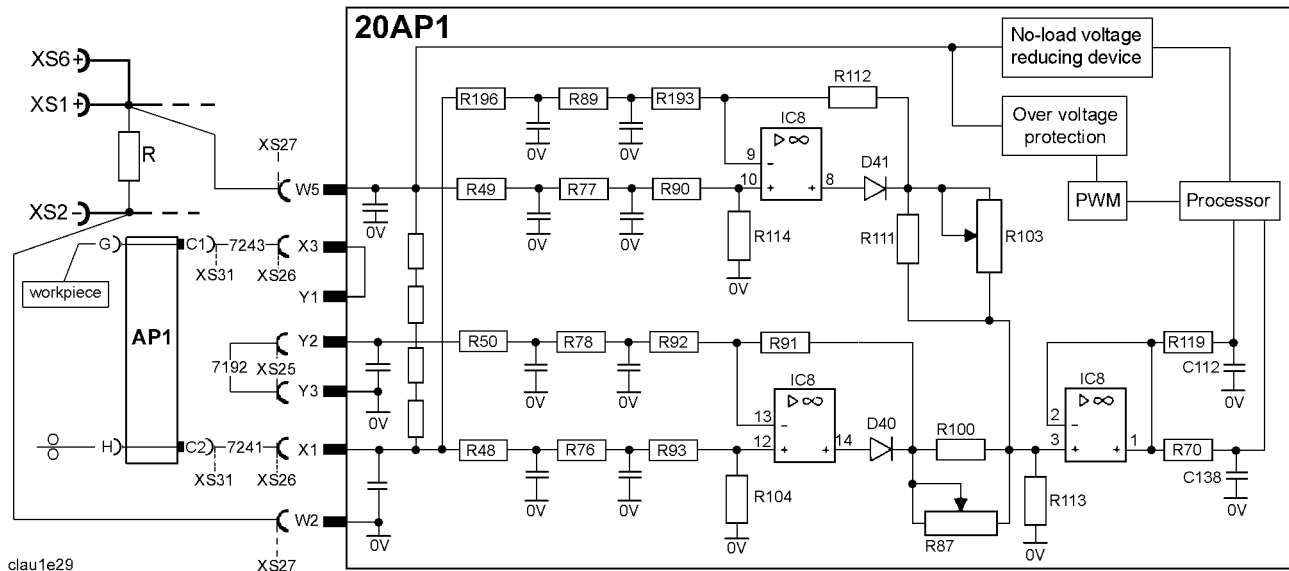 20AP1
XS6 +
XS1 +
R
XS2 -
XS27
W5
0V
G
C1
7243
X3
XS31
XS26
workpiece
Y1
AP1
Y2
7192
XS25
Y3
0V
H
C2
7241
X1
XS31
XS26
W2
0V
XS27
clau1e29
R196
R89
R193
R112
0V
0V
IC8
▷ ∞
9
-
10
+
+
8
D41
R49
R77
R90
0V
0V
R114
0V
R111
R103
No-load voltage
reducing device
Over voltage
protection
PWM
Processor
R50
R78
R92
R91
0V
0V
IC8
▷ ∞
13
-
12
+
+
14
D40
R48
R76
R93
0V
0V
R104
0V
R100
R87
IC8
▷ ∞
2
-
3
+
+
1
R113
0V
R119
C112
0V
R70
C138
0V